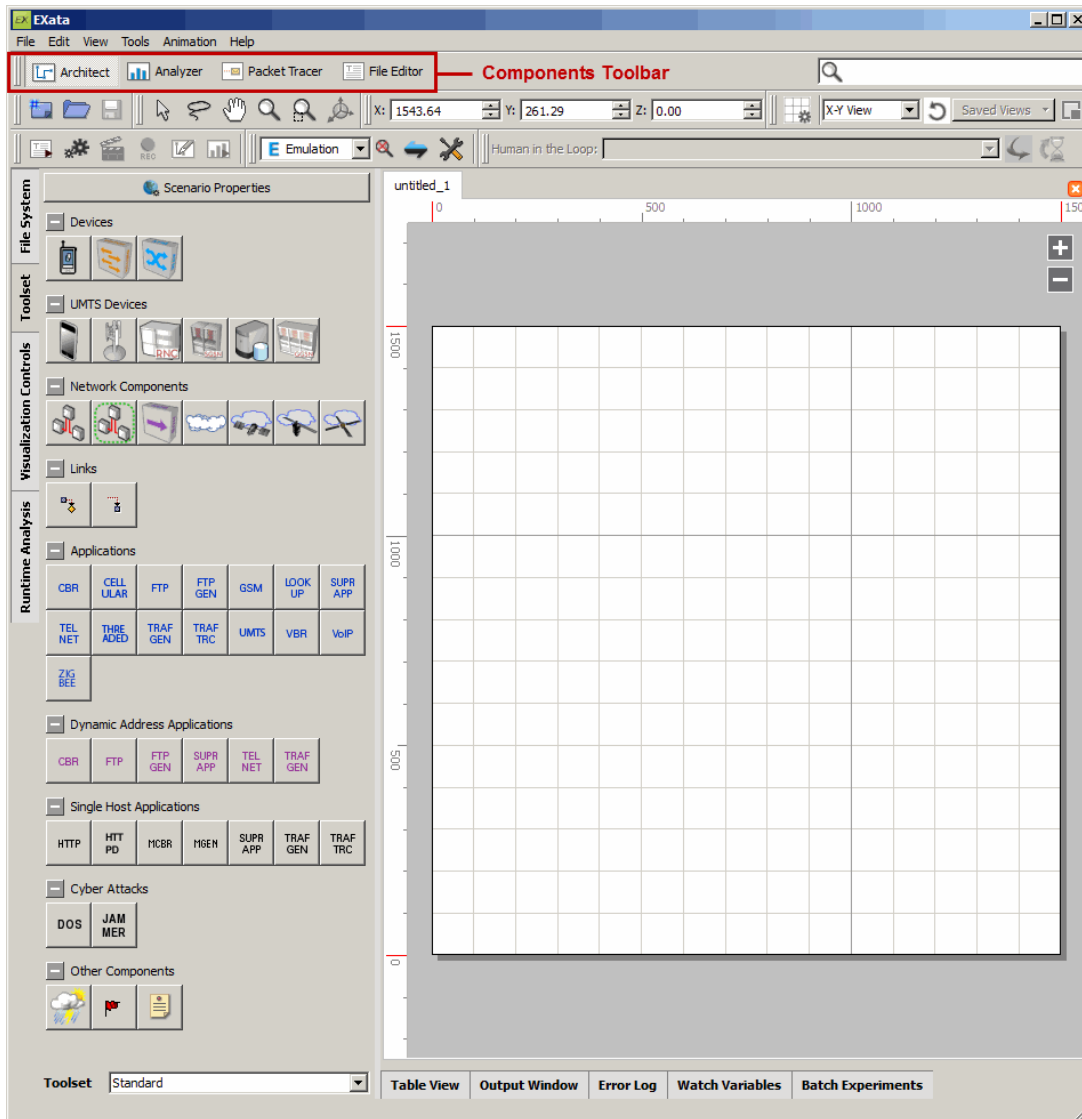 EX EXata
File Edit View Tools Animation Help
Architect Analyzer Packet Tracer File Editor Components Toolbar
X: 1543.64 Y: 261.29 Z: 0.00 X-Y View Saved Views
REC E Emulation Human in the Loop:
File System
Toolset
Visualization Controls
Runtime Analysis
Scenario Properties
Devices
UMTS Devices
RNC
Network Components
Links
Applications
CBR CELL ULAR FTP FTP GEN GSM LOOK UP SUPR APP
TEL NET THRE ADED TRAF GEN TRAF TRC UMTS VBR VoIP
ZIG BEE
Dynamic Address Applications
CBR FTP FTP GEN SUPR APP TEL NET TRAF GEN
Single Host Applications
HTTP HTT PD MCBR MGEN SUPR APP TRAF GEN TRAF TRC
Cyber Attacks
DOS JAM MER
Other Components
Toolset Standard
untitled_1
0 500 1000 150
1500
1000
500
0
Table View Output Window Error Log Watch Variables Batch Experiments